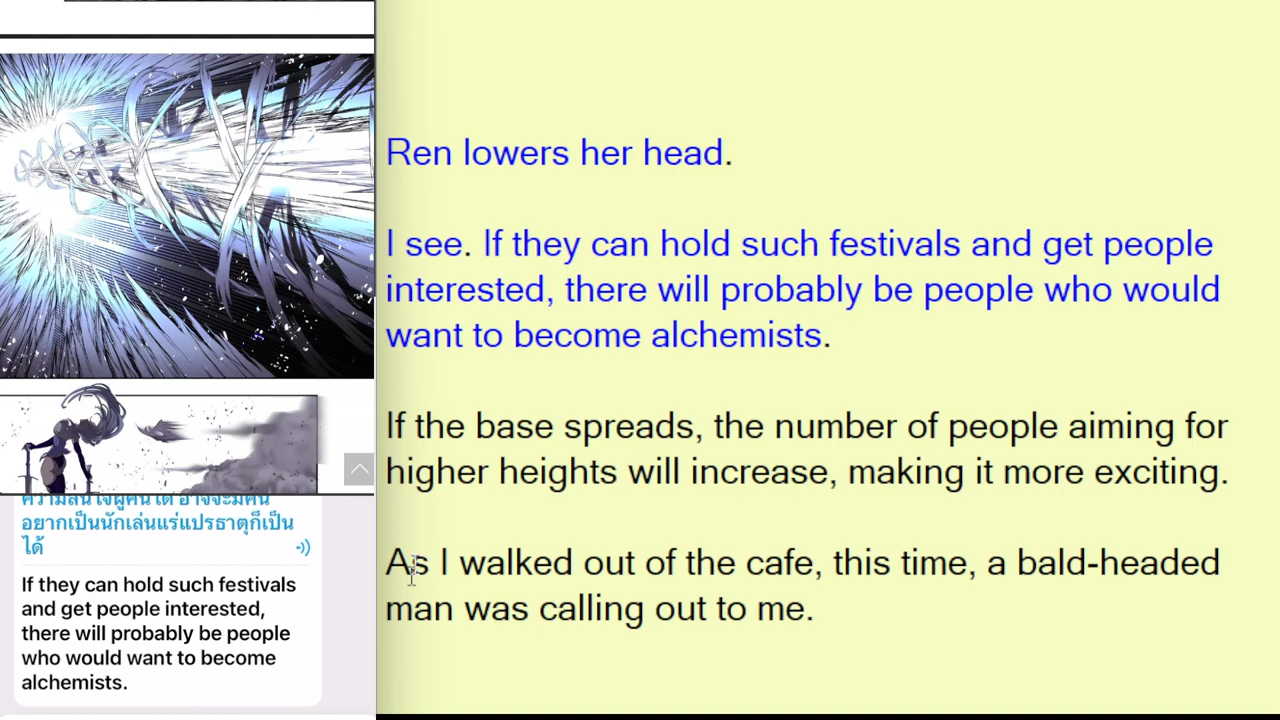 Ren lowers her head.
I see. If they can hold such festivals and get people
interested, there will probably be people who would
want to become alchemists.
If the base spreads, the number of people aiming for
higher heights will increase, making it more exciting.
As I walked out of the cafe, this time, a bald-headed
man was calling out to me.
อยากเป็นนักเล่นแร่แปรธาตุก็เป็น
ได้
If they can hold such festivals
and get people interested,
there will probably be people
who would want to become
alchemists.